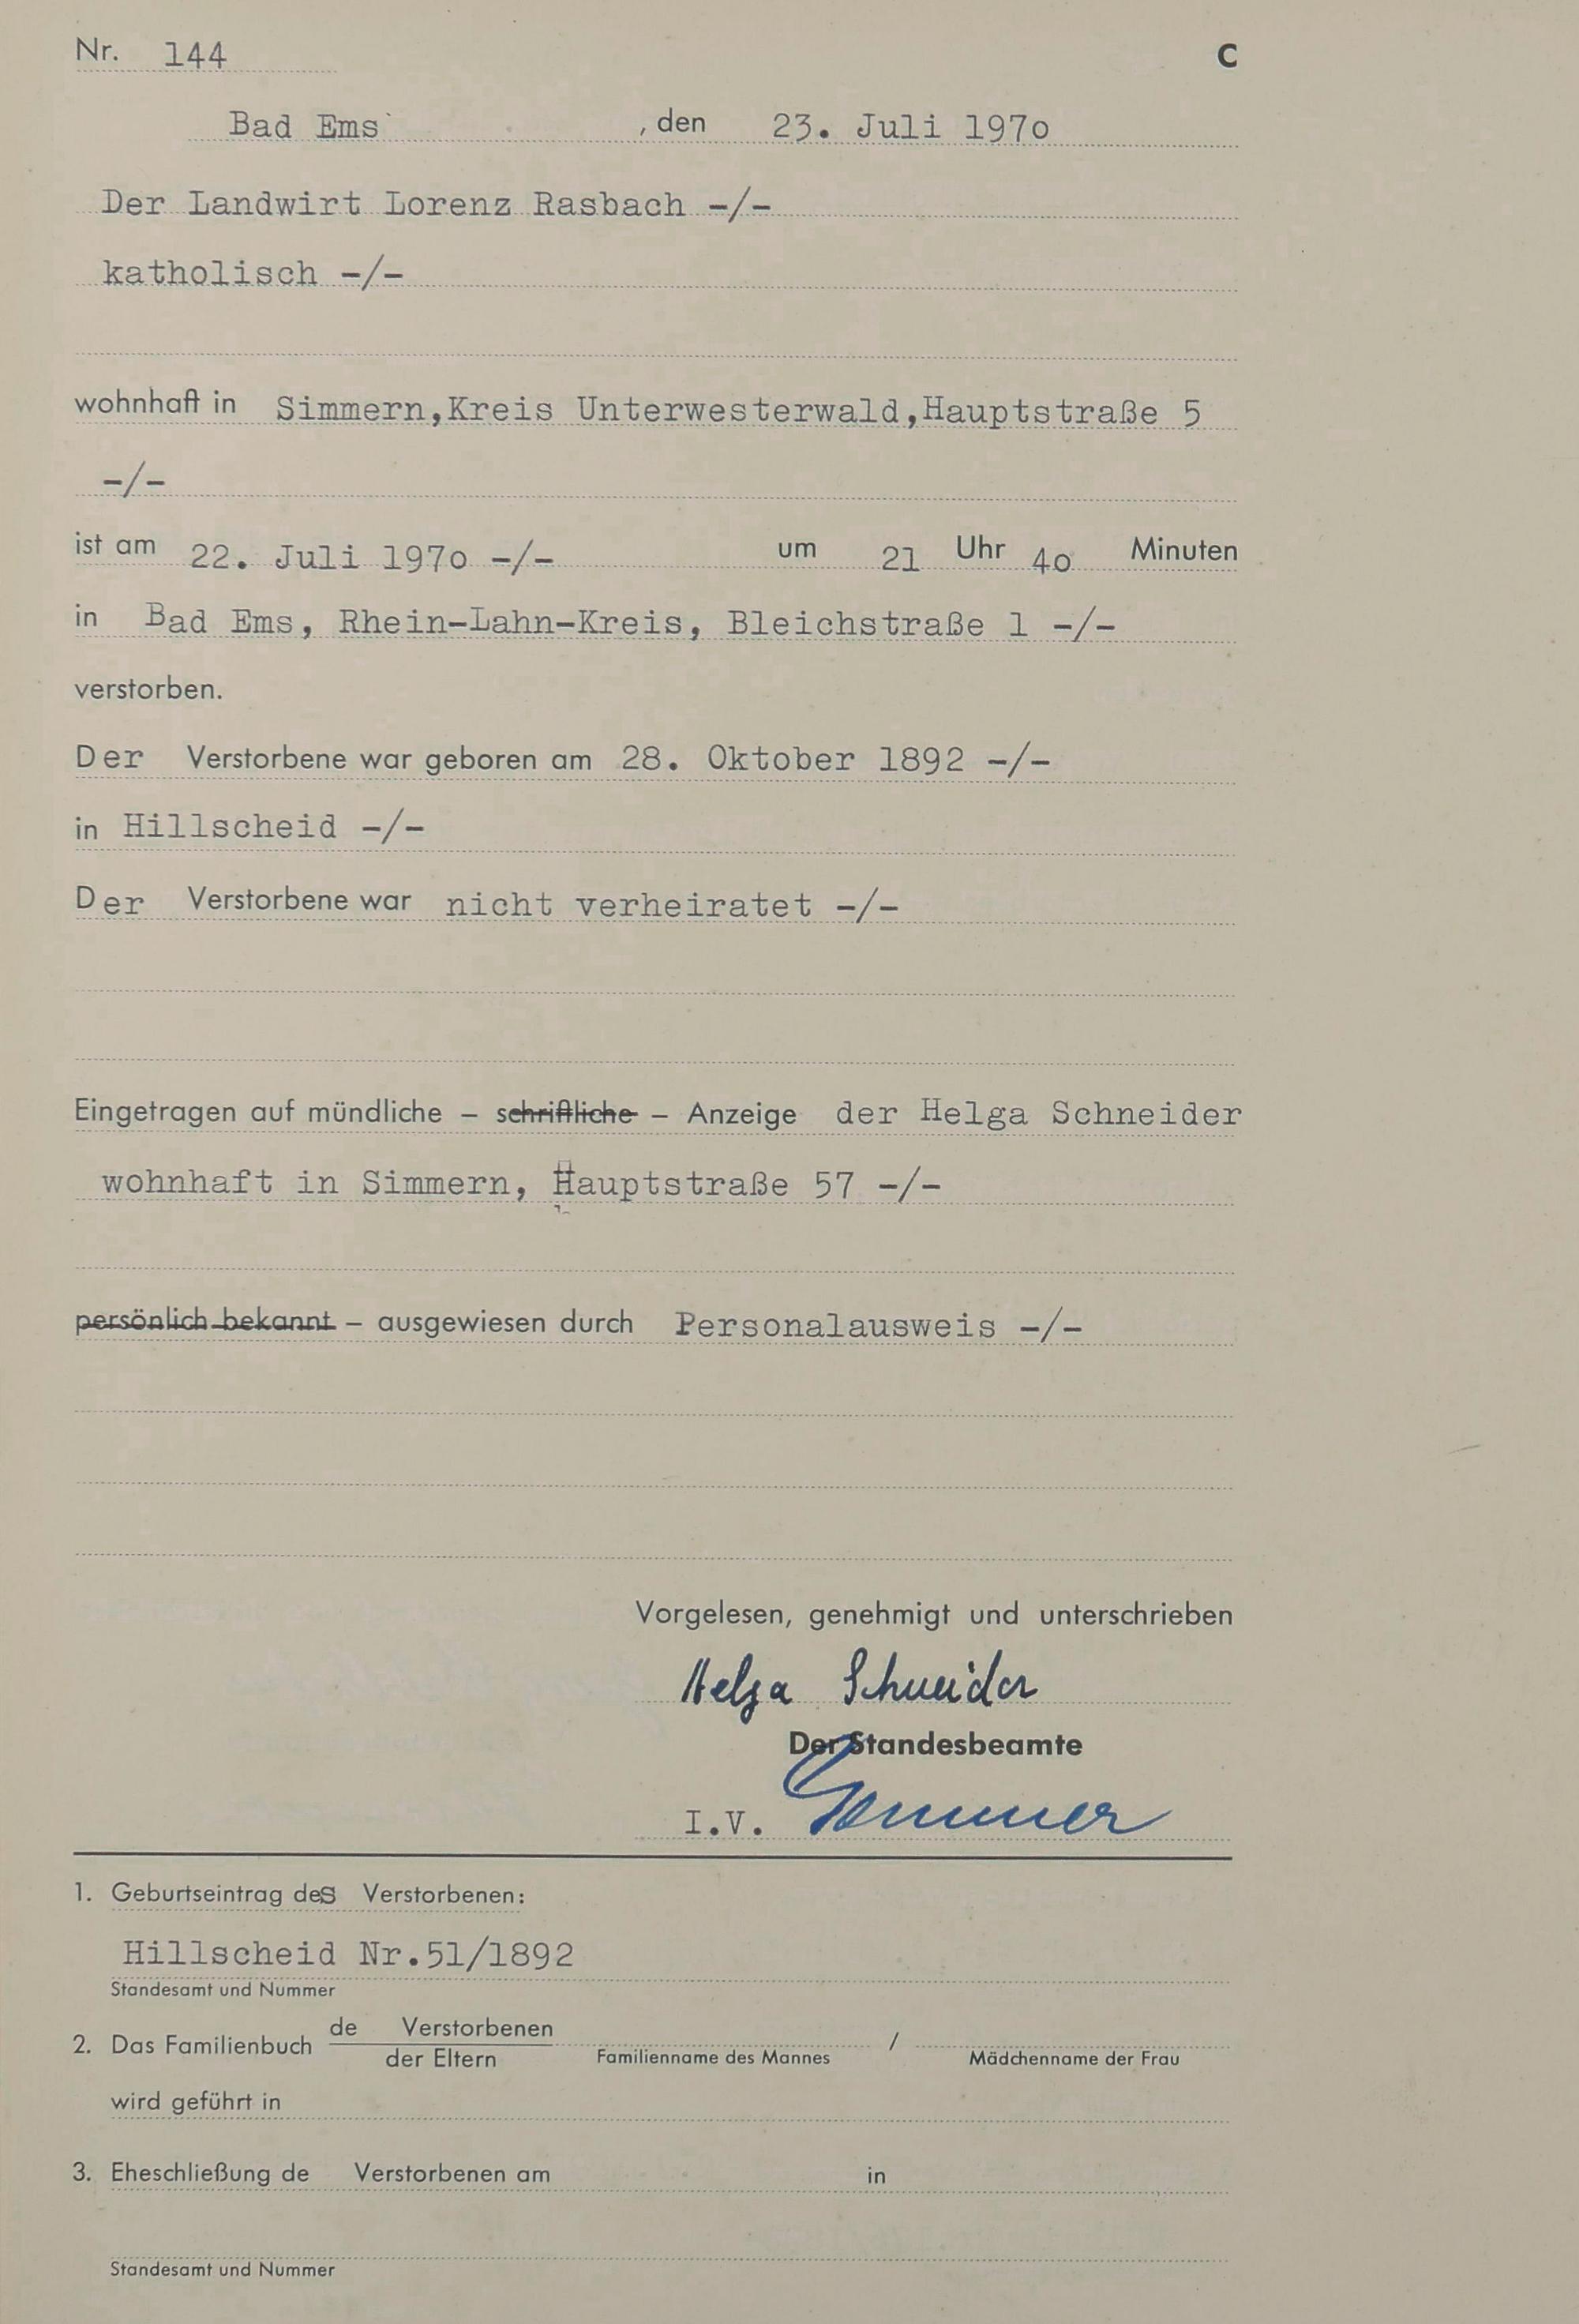 Nr. 144 C
Bad Ems , den 23. Juli 1970
Der Landwirt Lorenz Rasbach -/-
katholisch -/-
wohnhaft in Simmern,Kreis Unterwesterwald,Hauptstraße 5
-/-
ist am 22. Juli 1970 -/- um 21 Uhr 40 Minuten
in Bad Ems, Rhein-Lahn-Kreis, Bleichstraße 1 -/-
verstorben.
Der Verstorbene war geboren am 28. Oktober 1892 -/-
in Hillscheid -/-
Der Verstorbene war nicht verheiratet -/-
Eingetragen auf mündliche – schriftliche – Anzeige der Helga Schneider
wohnhaft in Simmern, Hauptstraße 57 -/-
persönlich bekannt – ausgewiesen durch Personalausweis -/-
Vorgelesen, genehmigt und unterschrieben
Helga Schneider
Der Standesbeamte
I.V.
1. Geburtseintrag des Verstorbenen:
Hillscheid Nr.51/1892
Standesamt und Nummer
2. Das Familienbuch de Verstorbenen /
der Eltern Familienname des Mannes Mädchenname der Frau
wird geführt in
3. Eheschließung de Verstorbenen am in
Standesamt und Nummer